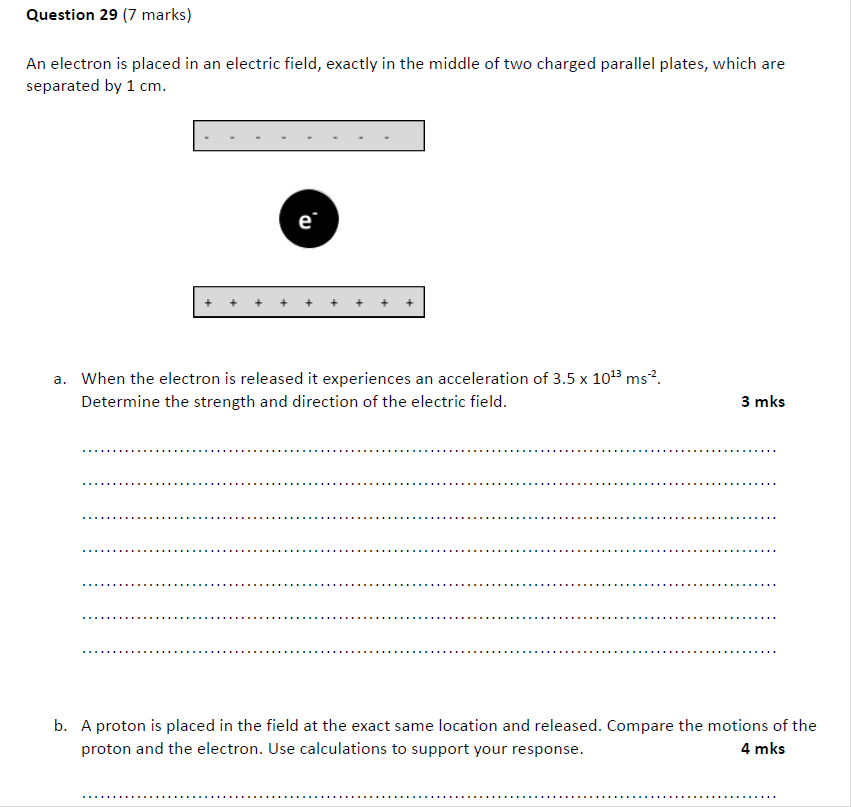 Question 29 (7 marks)
An electron is placed in an electric field, exactly in the middle of two charged parallel plates, which are
separated by 1 cm.
- - - - - - - -
e⁻
+ + + + + + + + +
a. When the electron is released it experiences an acceleration of 3.5 x 10¹³ ms⁻².
Determine the strength and direction of the electric field. 3 mks
b. A proton is placed in the field at the exact same location and released. Compare the motions of the
proton and the electron. Use calculations to support your response. 4 mks